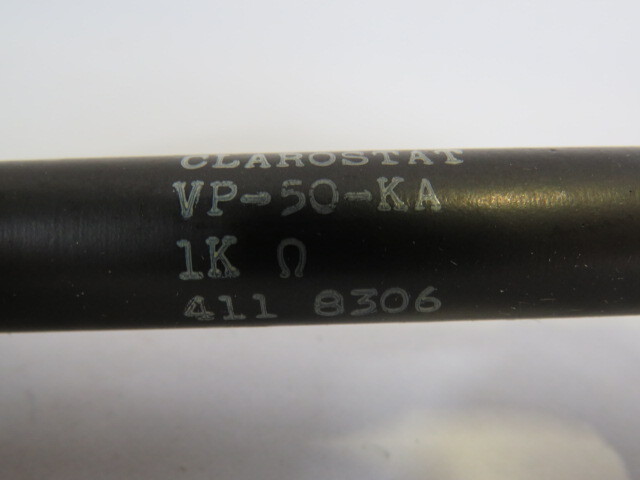 CLAROSTAT
VP-50-KA
1K Ω
411 8306